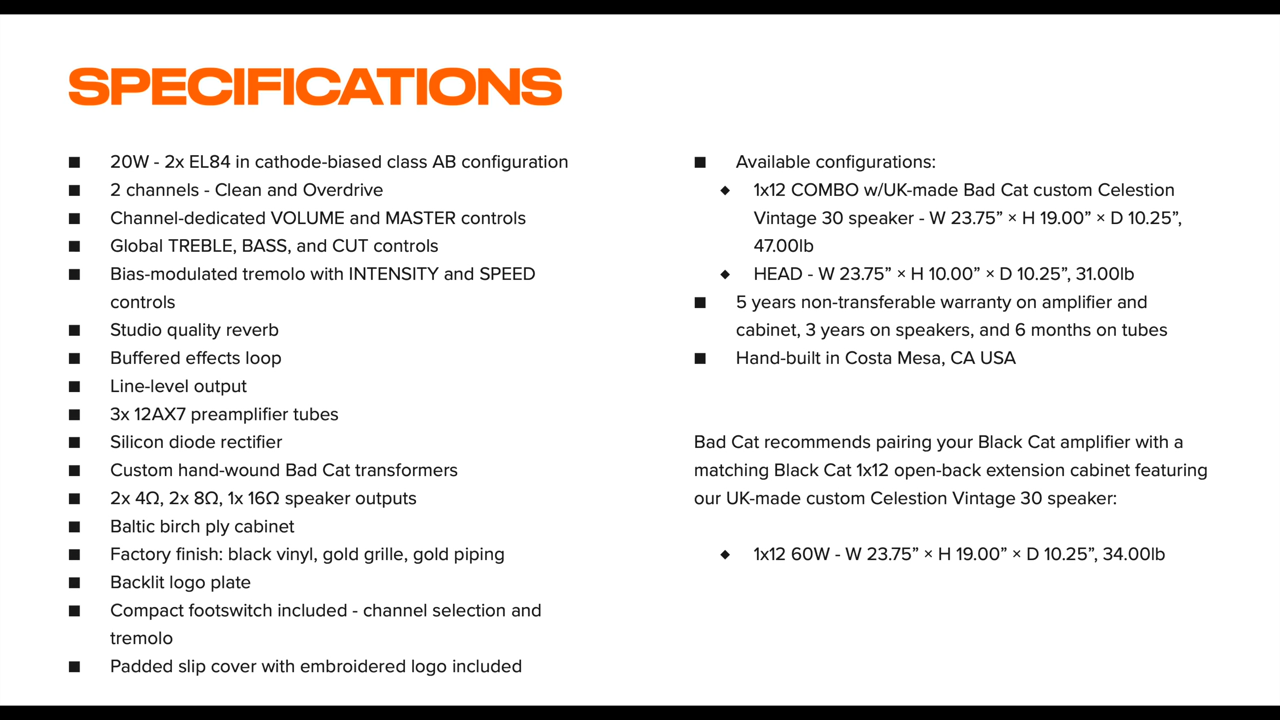 SPECIFICATIONS
■ 20W - 2x EL84 in cathode-biased class AB configuration
■ 2 channels - Clean and Overdrive
■ Channel-dedicated VOLUME and MASTER controls
■ Global TREBLE, BASS, and CUT controls
■ Bias-modulated tremolo with INTENSITY and SPEED
controls
■ Studio quality reverb
■ Buffered effects loop
■ Line-level output
■ 3x 12AX7 preamplifier tubes
■ Silicon diode rectifier
■ Custom hand-wound Bad Cat transformers
■ 2x 4Ω, 2x 8Ω, 1x 16Ω speaker outputs
■ Baltic birch ply cabinet
■ Factory finish: black vinyl, gold grille, gold piping
■ Backlit logo plate
■ Compact footswitch included - channel selection and
tremolo
■ Padded slip cover with embroidered logo included
■ Available configurations:
◆ 1x12 COMBO w/UK-made Bad Cat custom Celestion
Vintage 30 speaker - W 23.75” × H 19.00” × D 10.25”,
47.00lb
◆ HEAD - W 23.75” × H 10.00” × D 10.25”, 31.00lb
■ 5 years non-transferable warranty on amplifier and
cabinet, 3 years on speakers, and 6 months on tubes
■ Hand-built in Costa Mesa, CA USA
Bad Cat recommends pairing your Black Cat amplifier with a
matching Black Cat 1x12 open-back extension cabinet featuring
our UK-made custom Celestion Vintage 30 speaker:
◆ 1x12 60W - W 23.75” × H 19.00” × D 10.25”, 34.00lb